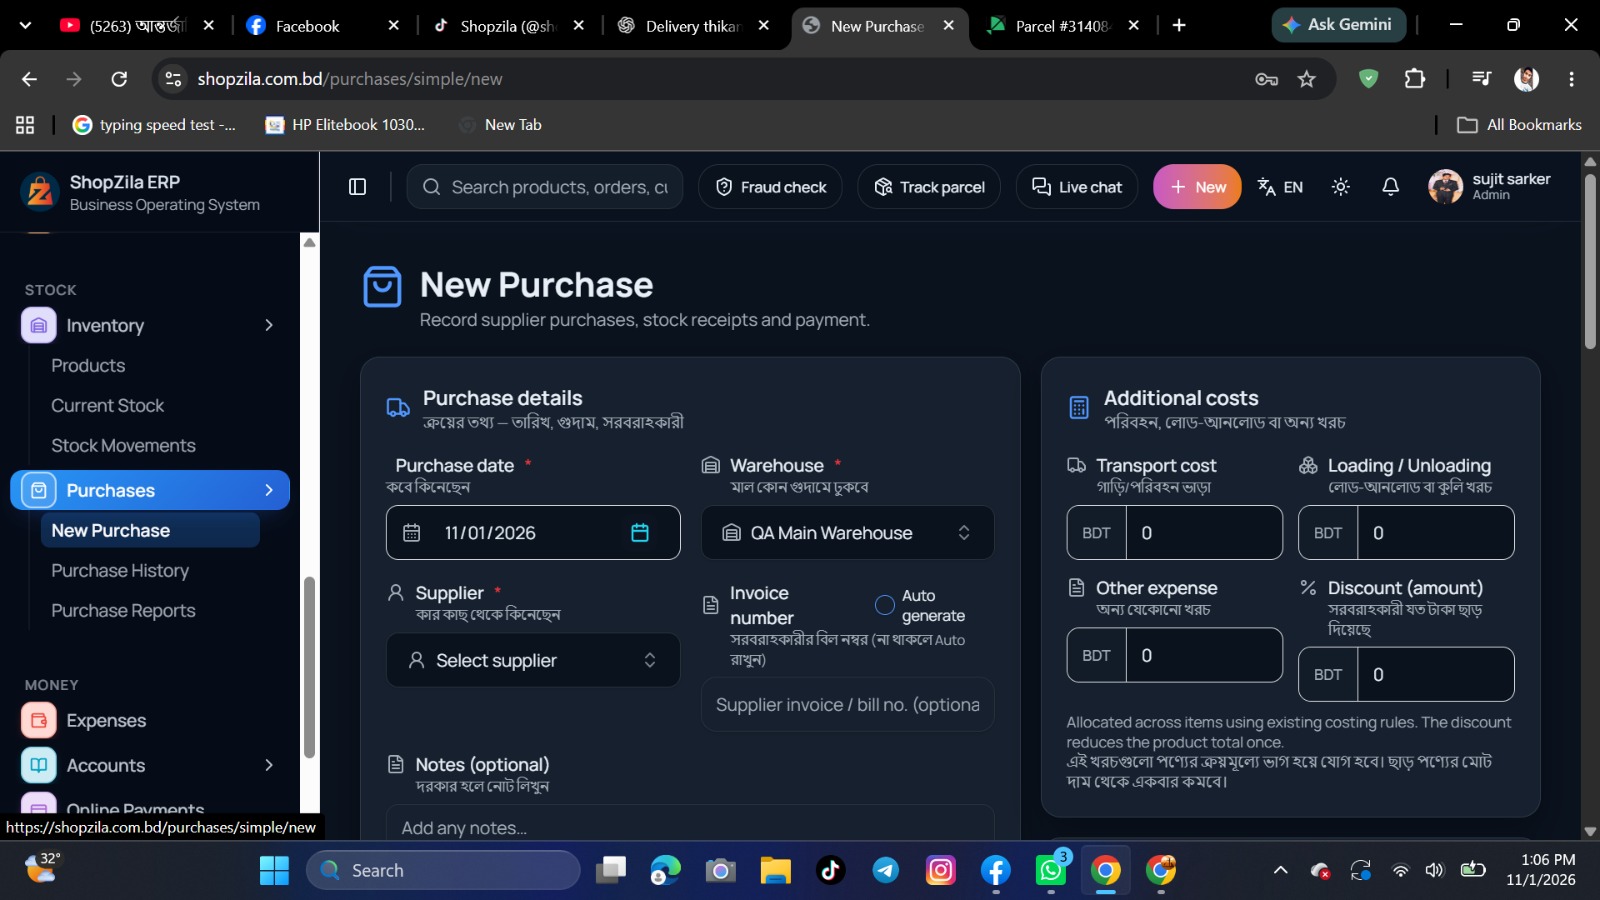 (5263) আন্তর্জা
Facebook
Shopzila (@sh
Delivery thikan
New Purchase
Parcel #31408
Ask Gemini
shopzila.com.bd/purchases/simple/new
typing speed test -...
HP Elitebook 1030...
New Tab
All Bookmarks
ShopZila ERP
Business Operating System
Search products, orders, cu
Fraud check
Track parcel
Live chat
New
EN
sujit sarker
Admin
STOCK
Inventory
Products
Current Stock
Stock Movements
Purchases
New Purchase
Purchase History
Purchase Reports
MONEY
Expenses
Accounts
Online Payments
https://shopzila.com.bd/purchases/simple/new
New Purchase
Record supplier purchases, stock receipts and payment.
Purchase details
ক্রয়ের তথ্য – তারিখ, গুদাম, সরবরাহকারী
Purchase date *
কবে কিনেছেন
11/01/2026
Warehouse *
মাল কোন গুদামে ঢুকবে
QA Main Warehouse
Supplier *
কার কাছ থেকে কিনেছেন
Select supplier
Invoice number
Auto generate
সরবরাহকারীর বিল নম্বর (না থাকলে Auto রাখুন)
Supplier invoice / bill no. (optiona
Notes (optional)
দরকার হলে নোট লিখুন
Add any notes...
Additional costs
পরিবহন, লোড-আনলোড বা অন্য খরচ
Transport cost
গাড়ি/পরিবহন ভাড়া
BDT 0
Loading / Unloading
লোড-আনলোড বা কুলি খরচ
BDT 0
Other expense
অন্য যেকোনো খরচ
BDT 0
Discount (amount)
সরবরাহকারী যত টাকা ছাড় দিয়েছে
BDT 0
Allocated across items using existing costing rules. The discount
reduces the product total once.
এই খরচগুলো পণ্যের ক্রয়মূল্যে ভাগ হয়ে যোগ হবে। ছাড় পণ্যের মোট
দাম থেকে একবার কমবে।
32°
Search
3
1:06 PM
11/1/2026